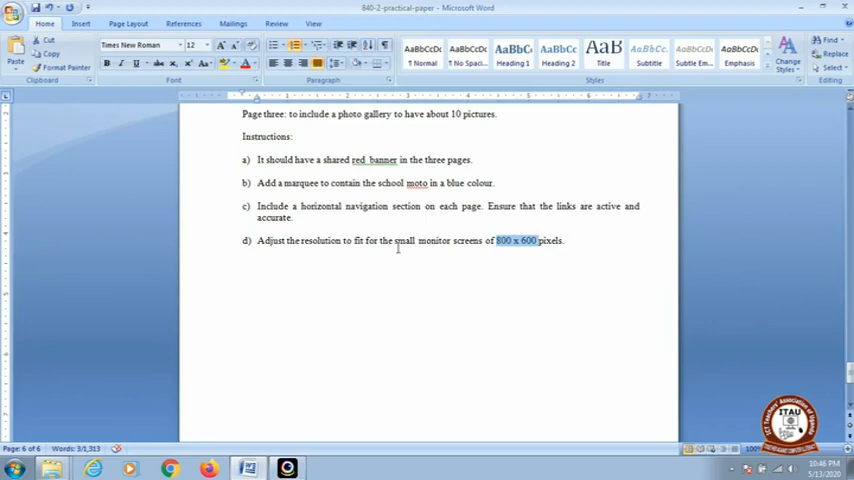 840-2-practical-paper - Microsoft Word
Home Insert Page Layout References Mailings Review View
Cut
Copy
Format Painter
Paste
Clipboard
Times New Roman 12
Font
Paragraph
AaBbCcDc AaBbCcDc AaBbC AaBbCc AaB AaBbCc. AaBbCcDc AaBbCcDc
¶ Normal ¶ No Spaci... Heading 1 Heading 2 Title Subtitle Subtle Em... Emphasis
Change Styles
Styles
Find
Replace
Select
Editing
Page three: to include a photo gallery to have about 10 pictures.
Instructions:
a) It should have a shared red banner in the three pages.
b) Add a marquee to contain the school moto in a blue colour.
c) Include a horizontal navigation section on each page. Ensure that the links are active and
accurate.
d) Adjust the resolution to fit for the small monitor screens of 800 x 600 pixels.
ITAU
Page: 6 of 6 Words: 3/1,313
100%
10:46 PM
5/13/2020